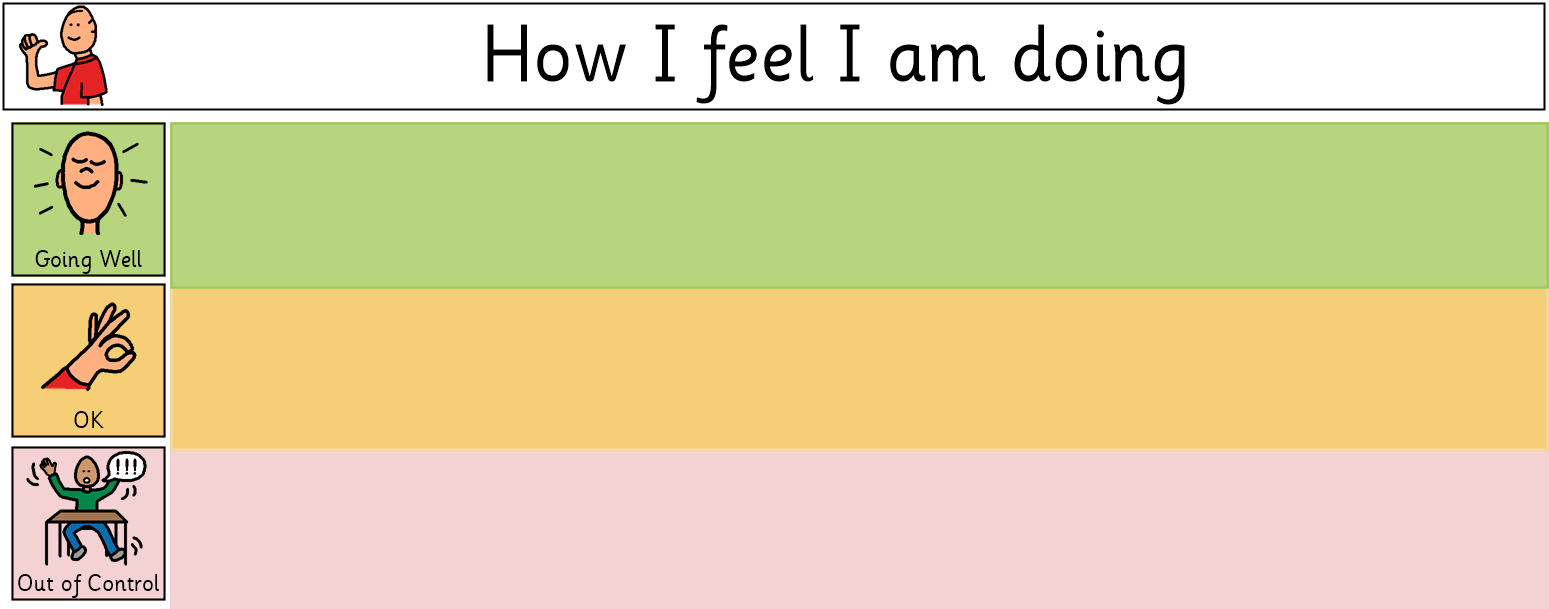 How I feel I am doing
Going Well
OK
!!!
Out of Control